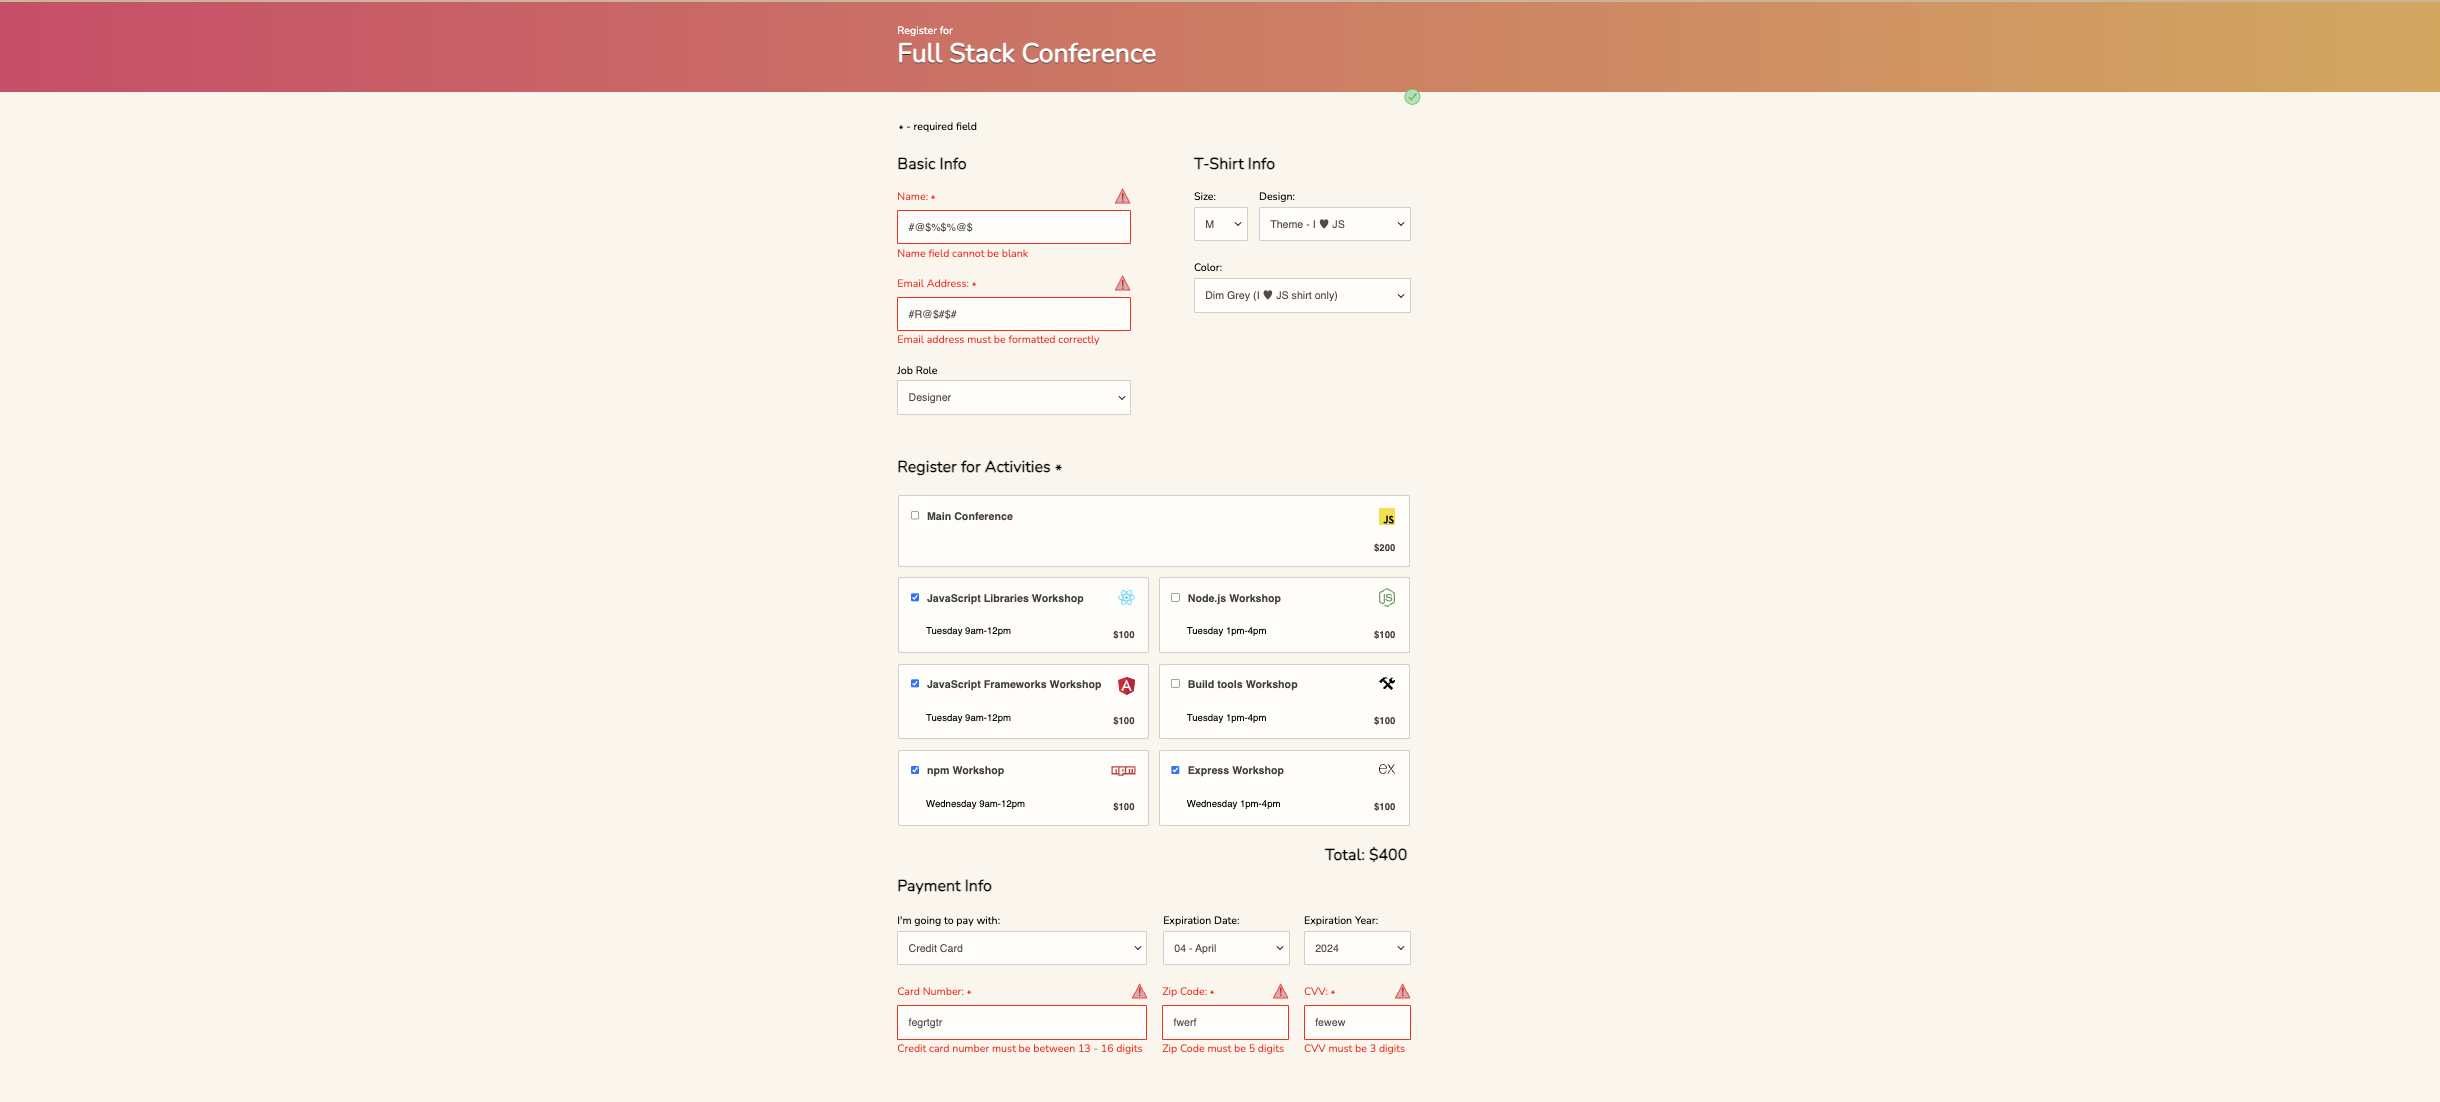 Register for
Full Stack Conference
* - required field
Basic Info
Name: *
#@$%$%@$
Name field cannot be blank
Email Address: *
#R@$#$#
Email address must be formatted correctly
Job Role
Designer
T-Shirt Info
Size:
Design:
M
Theme - I ♥ JS
Color:
Dim Grey (I ♥ JS shirt only)
Register for Activities *
Main Conference
JS
$200
JavaScript Libraries Workshop
Tuesday 9am-12pm
$100
Node.js Workshop
JS
Tuesday 1pm-4pm
$100
JavaScript Frameworks Workshop
A
Tuesday 9am-12pm
$100
Build tools Workshop
Tuesday 1pm-4pm
$100
npm Workshop
npm
Wednesday 9am-12pm
$100
Express Workshop
ex
Wednesday 1pm-4pm
$100
Total: $400
Payment Info
I'm going to pay with:
Credit Card
Expiration Date:
04 - April
Expiration Year:
2024
Card Number: *
fegrtgtr
Credit card number must be between 13 - 16 digits
Zip Code: *
fwerf
Zip Code must be 5 digits
CVV: *
fewew
CVV must be 3 digits